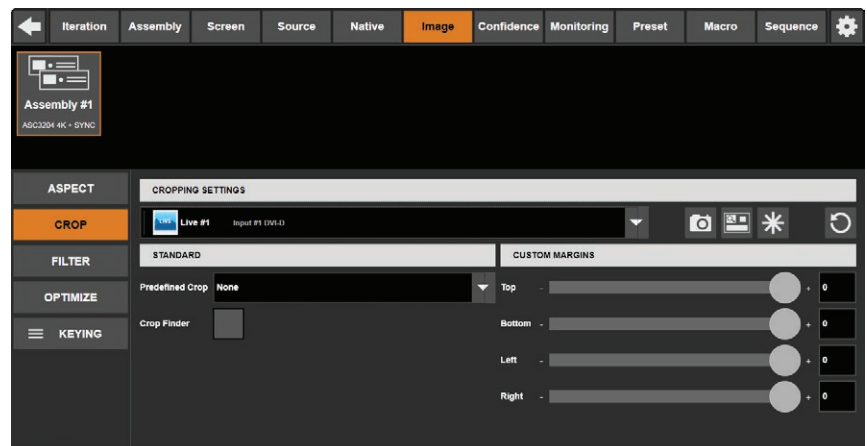 Iteration Assembly Screen Source Native Image Confidence Monitoring Preset Macro Sequence
Assembly #1
ASC3204 4K - SYNC
ASPECT
CROP
FILTER
OPTIMIZE
KEYING
CROPPING SETTINGS
LIVE Live #1 Input #1 DVI-D
STANDARD
Predefined Crop None
Crop Finder
CUSTOM MARGINS
Top - + 0
Bottom - + 0
Left - + 0
Right - + 0